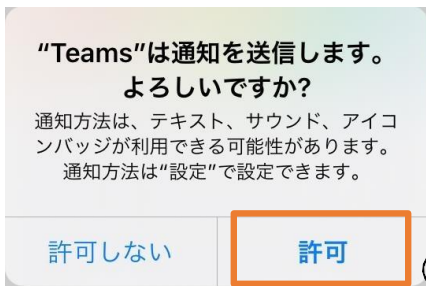 “Teams”は通知を送信します。
よろしいですか?
通知方法は、テキスト、サウンド、アイコ
ンバッジが利用できる可能性があります。
通知方法は“設定”で設定できます。
許可しない
許可